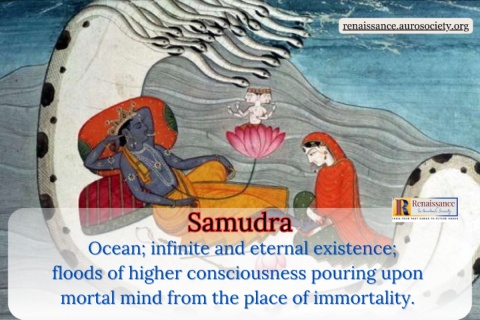 renaissance.aurosociety.org
Renaissance
Samudra
Ocean; infinite and eternal existence;
floods of higher consciousness pouring upon
mortal mind from the place of immortality.